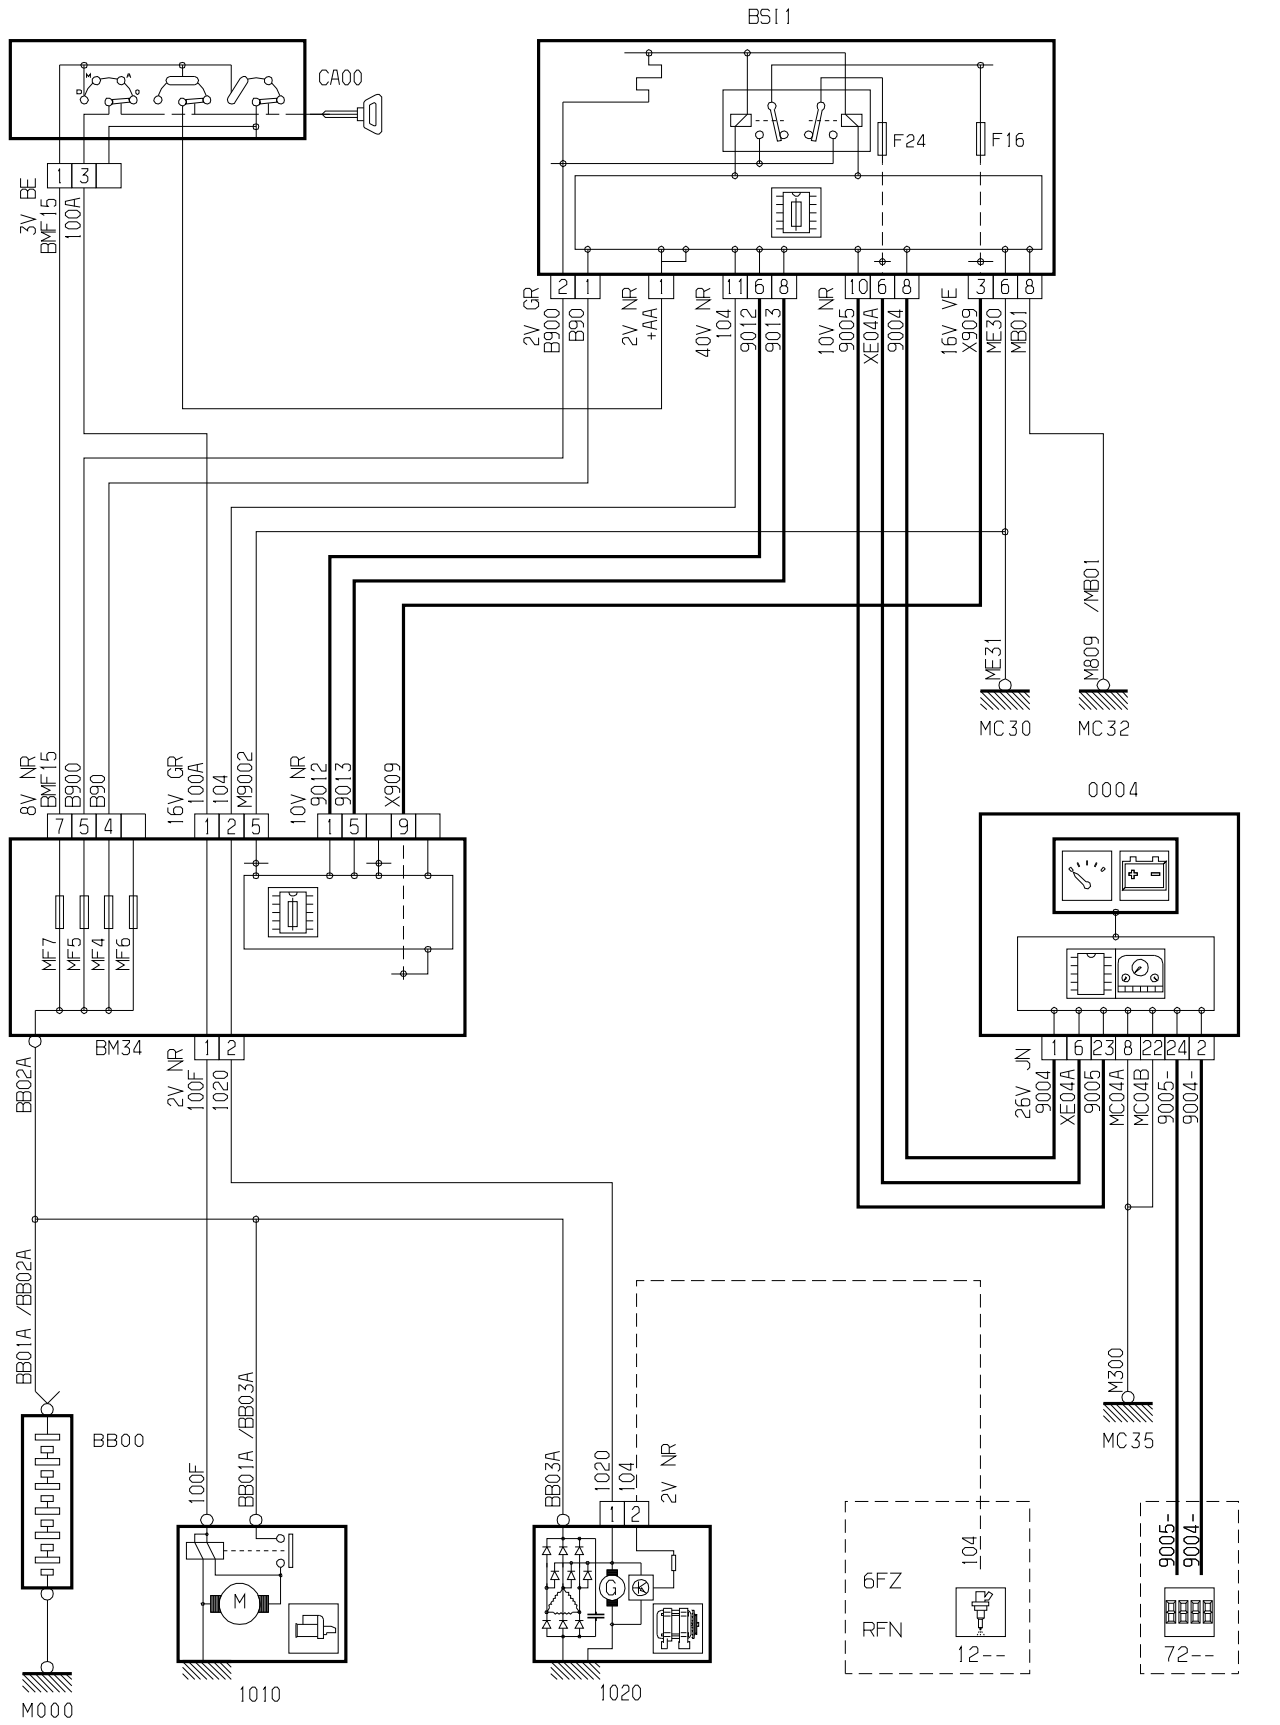 BSI1
CA00
M A
D D
F24
F16
1 3
3V BE
BMF15
100A
2 1 1 11 6 8 10 6 8 3 6 8
2V GR
B900
B90
2V NR
+AA
40V NR
104
9012
9013
10V NR
9005
XE04A
9004
16V VE
X909
ME30
MB01
ME31
M809 /MB01
MC30
MC32
8V NR
BMF15
B900
B90
16V GR
100A
104
M9002
10V NR
9012
9013
X909
7 5 4 1 2 5 1 5 9
MF7
MF5
MF4
MF6
BM34
1 2
BB02A
2V NR
100F
1020
0004
+ -
1 6 23 8 22 24 2
26V JN
9004
XE04A
9005
MC04A
MC04B
9005-
9004-
BB01A /BB02A
BB00
M000
100F
BB01A /BB03A
M
1010
BB03A
1020
104
2V NR
1 2
G
1020
M300
MC35
104
6FZ
RFN
12--
9005-
9004-
8888
72--